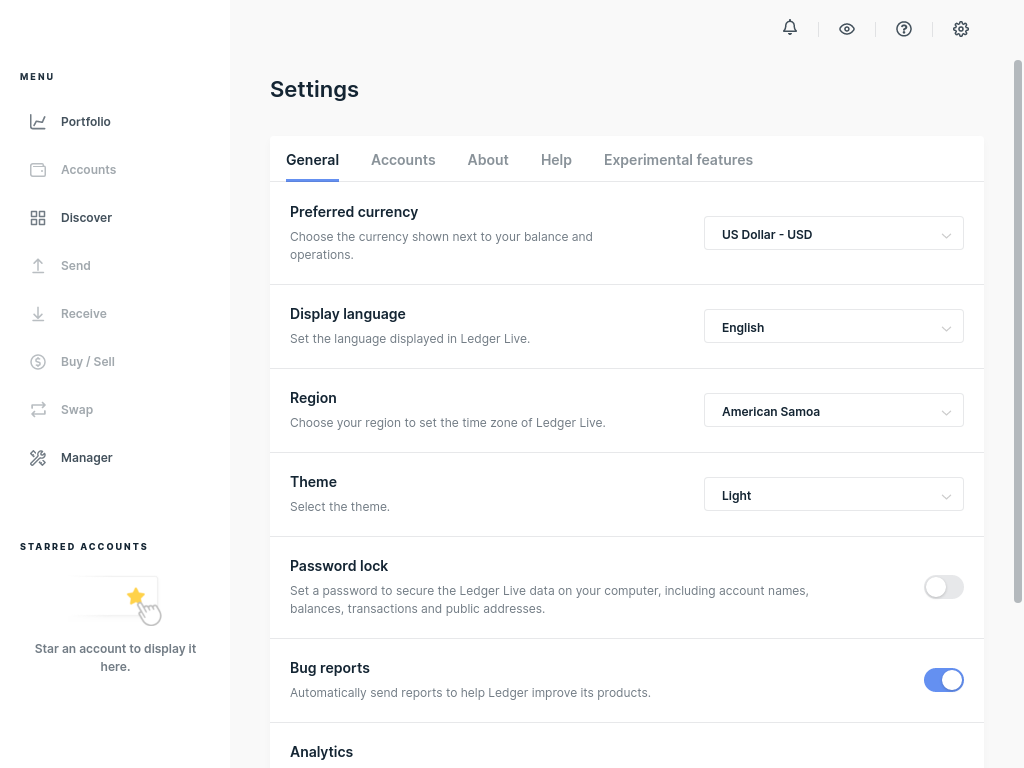 MENU
Portfolio
Accounts
Discover
Send
Receive
Buy / Sell
Swap
Manager
STARRED ACCOUNTS
Star an account to display it
here.
Settings
General
Accounts
About
Help
Experimental features
Preferred currency
Choose the currency shown next to your balance and
operations.
US Dollar - USD
Display language
Set the language displayed in Ledger Live.
English
Region
Choose your region to set the time zone of Ledger Live.
American Samoa
Theme
Select the theme.
Light
Password lock
Set a password to secure the Ledger Live data on your computer, including account names,
balances, transactions and public addresses.
Bug reports
Automatically send reports to help Ledger improve its products.
Analytics